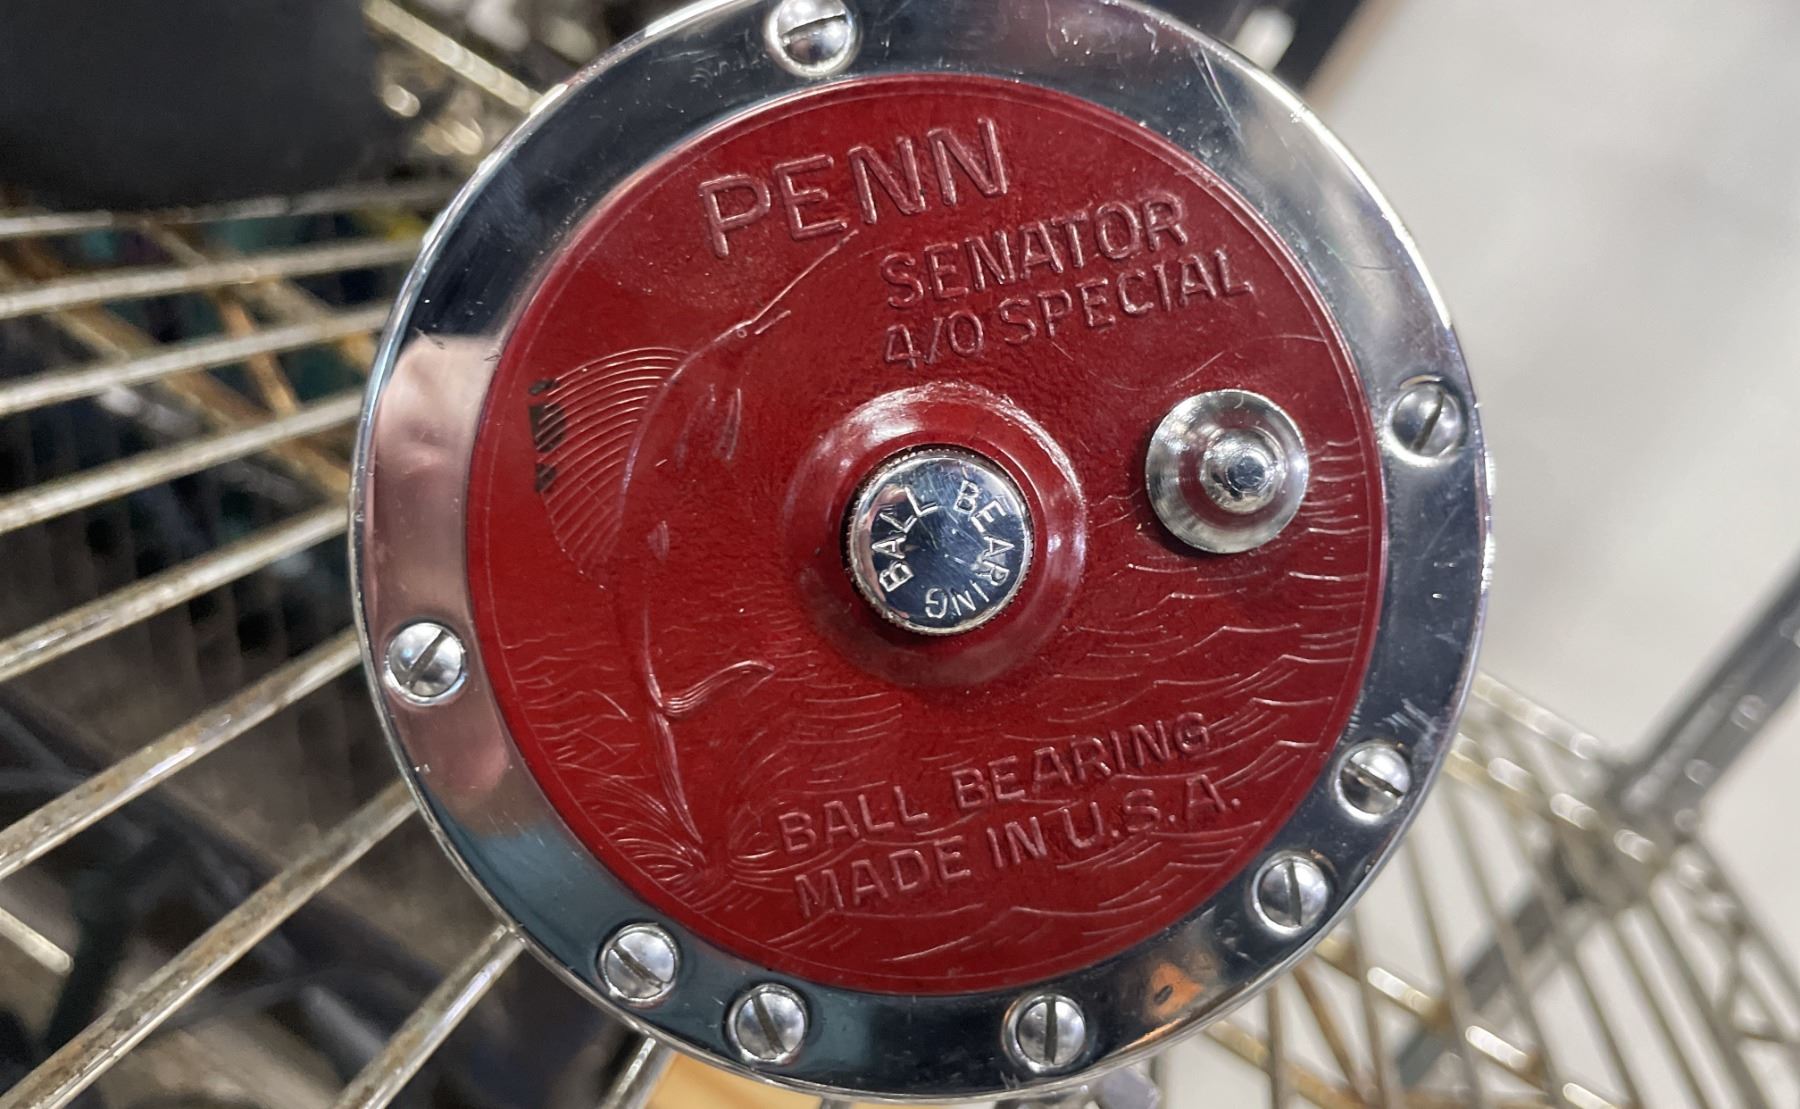 PENN
SENATOR
4/0 SPECIAL
BALL BEARING
BALL BEARING
MADE IN U.S.A.